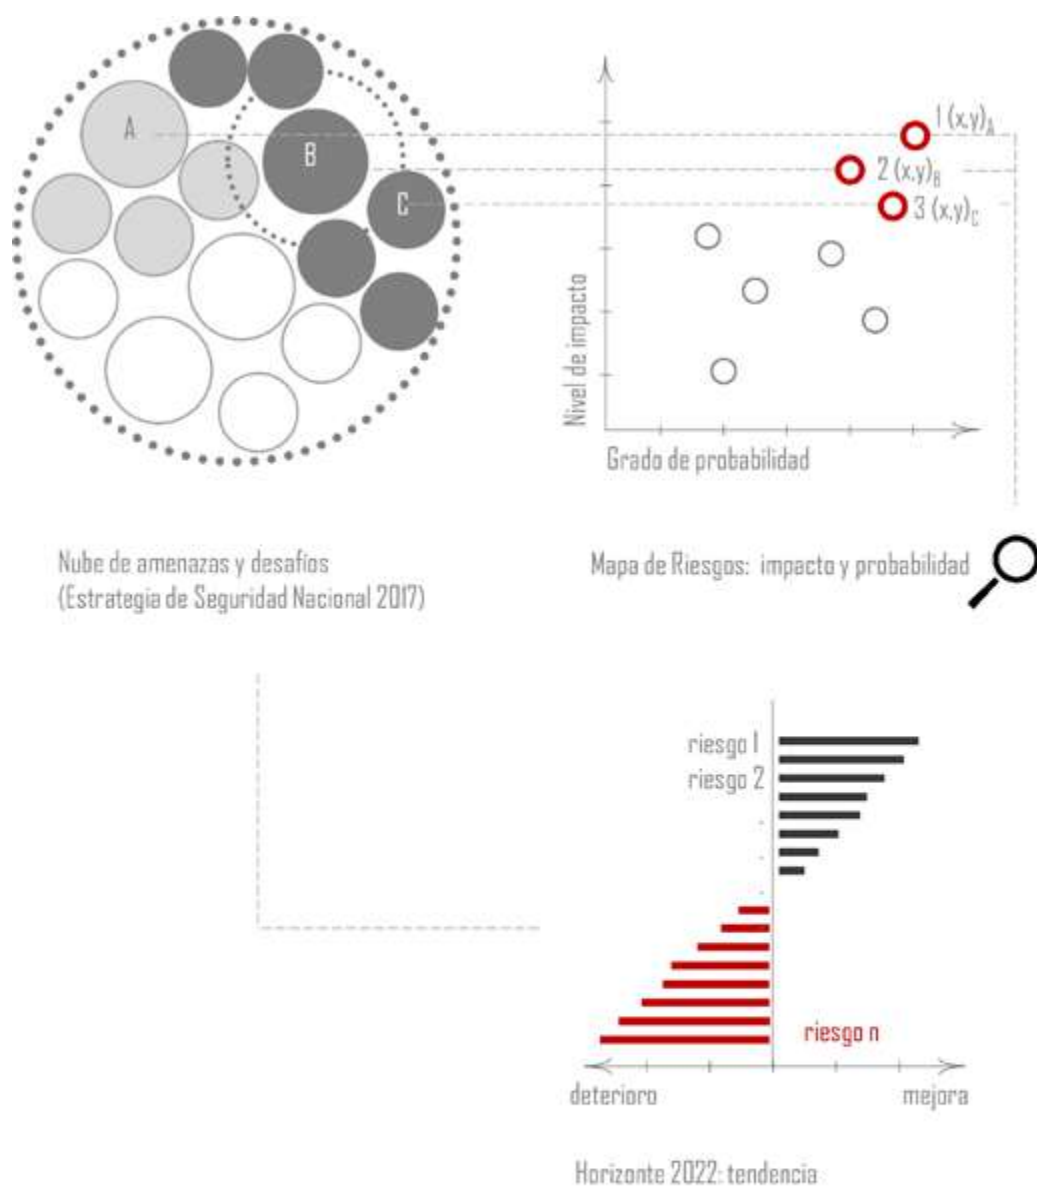 A
B
C
1 (x,y)A
2 (x,y)B
3 (x,y)C
Nivel de impacto
Grado de probabilidad
Nube de amenazas y desafíos
(Estrategia de Seguridad Nacional 2017)
Mapa de Riesgos: impacto y probabilidad
riesgo 1
riesgo 2
riesgo n
deterioro
mejora
Horizonte 2022: tendencia